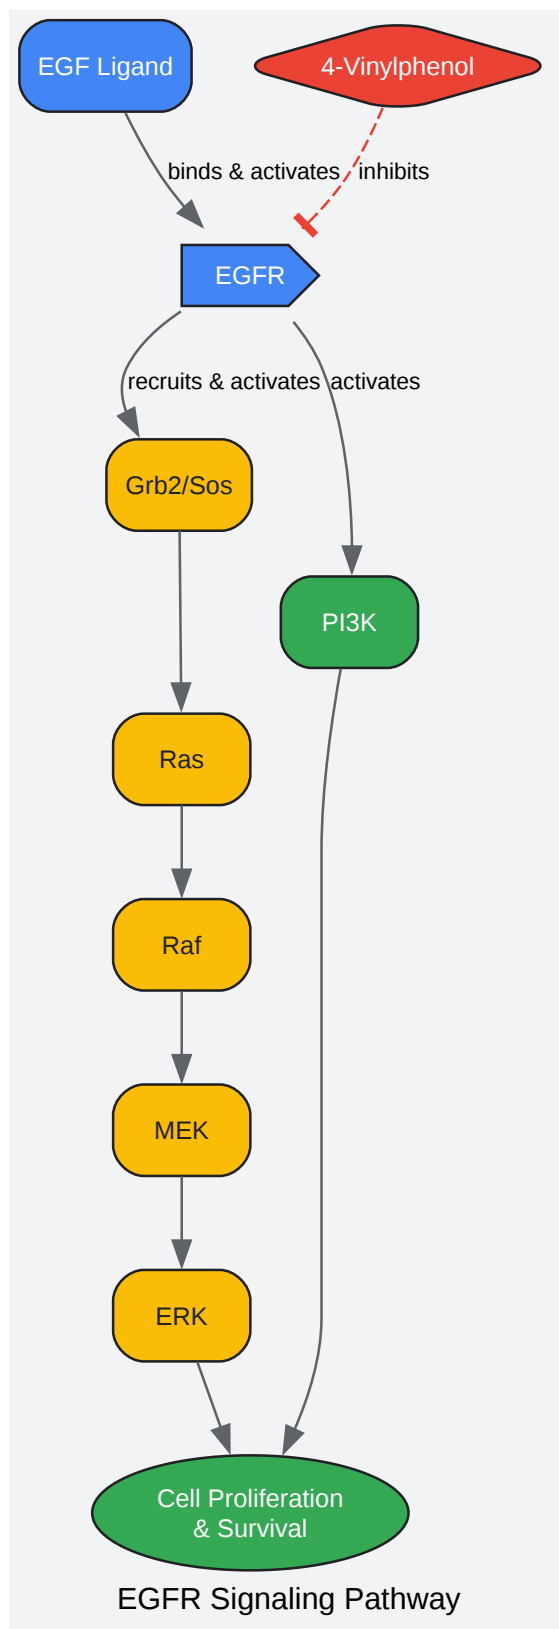 EGF Ligand
4-Vinylphenol
binds & activates
inhibits
EGFR
recruits & activates
activates
Grb2/Sos
PI3K
Ras
Raf
MEK
ERK
Cell Proliferation
& Survival
EGFR Signaling Pathway